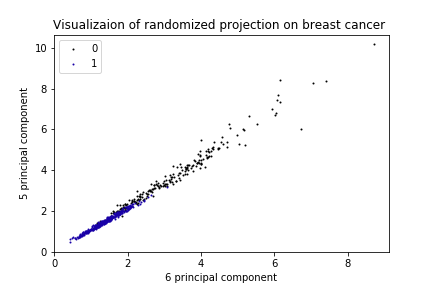 Visualizaion of randomized projection on breast cancer
0
1
10
8
6
4
2
0
5 principal component
0 2 4 6 8
6 principal component